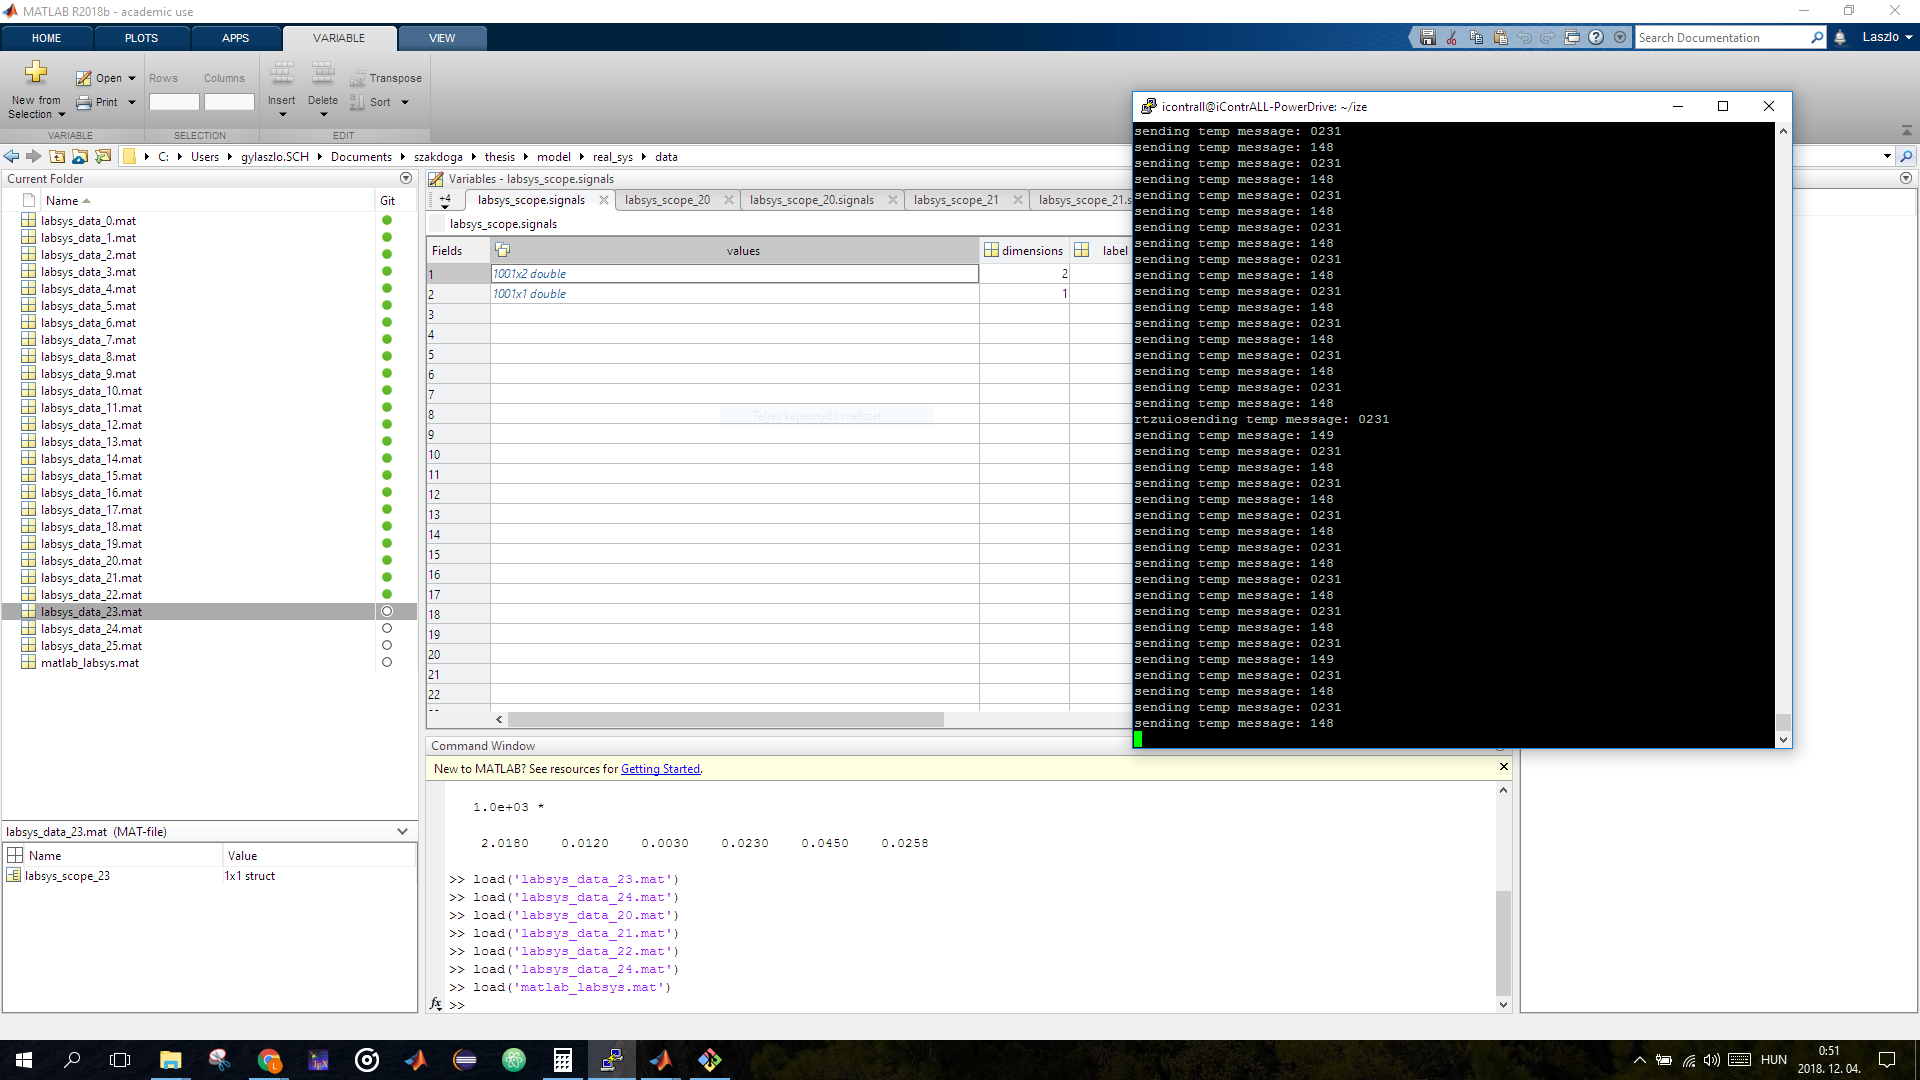 MATLAB R2018b - academic use
HOME PLOTS APPS VARIABLE VIEW
Search Documentation
Laszlo
New from Selection
Open
Print
Rows Columns
Insert
Delete
Transpose
Sort
VARIABLE SELECTION EDIT
C: Users gylaszlo.SCH Documents szakdoga thesis model real_sys data
Current Folder
Name Git
labsys_data_0.mat
labsys_data_1.mat
labsys_data_2.mat
labsys_data_3.mat
labsys_data_4.mat
labsys_data_5.mat
labsys_data_6.mat
labsys_data_7.mat
labsys_data_8.mat
labsys_data_9.mat
labsys_data_10.mat
labsys_data_11.mat
labsys_data_12.mat
labsys_data_13.mat
labsys_data_14.mat
labsys_data_15.mat
labsys_data_16.mat
labsys_data_17.mat
labsys_data_18.mat
labsys_data_19.mat
labsys_data_20.mat
labsys_data_21.mat
labsys_data_22.mat
labsys_data_23.mat
labsys_data_24.mat
labsys_data_25.mat
matlab_labsys.mat
labsys_data_23.mat (MAT-file)
Name Value
labsys_scope_23 1x1 struct
Variables - labsys_scope.signals
+4 labsys_scope.signals labsys_scope_20 labsys_scope_20.signals labsys_scope_21 labsys_scope_21.s
labsys_scope.signals
Fields values dimensions label
1 1001x2 double 2
2 1001x1 double 1
3
4
5
6
7
8
Teljes képernyős metszet
9
10
11
12
13
14
15
16
17
18
19
20
21
22
Command Window
New to MATLAB? See resources for Getting Started.
1.0e+03 *
2.0180 0.0120 0.0030 0.0230 0.0450 0.0258
>> load('labsys_data_23.mat')
>> load('labsys_data_24.mat')
>> load('labsys_data_20.mat')
>> load('labsys_data_21.mat')
>> load('labsys_data_22.mat')
>> load('labsys_data_24.mat')
>> load('matlab_labsys.mat')
fx >>
icontrall@iContrALL-PowerDrive: ~/ize
sending temp message: 0231
sending temp message: 148
sending temp message: 0231
sending temp message: 148
sending temp message: 0231
sending temp message: 148
sending temp message: 0231
sending temp message: 148
sending temp message: 0231
sending temp message: 148
sending temp message: 0231
sending temp message: 148
sending temp message: 0231
sending temp message: 148
sending temp message: 0231
sending temp message: 148
sending temp message: 0231
sending temp message: 148
rtzuiosending temp message: 0231
sending temp message: 149
sending temp message: 0231
sending temp message: 148
sending temp message: 0231
sending temp message: 148
sending temp message: 0231
sending temp message: 148
sending temp message: 0231
sending temp message: 148
sending temp message: 0231
sending temp message: 148
sending temp message: 0231
sending temp message: 148
sending temp message: 0231
sending temp message: 149
sending temp message: 0231
sending temp message: 148
sending temp message: 0231
sending temp message: 148
HUN
0:51
2018. 12. 04.